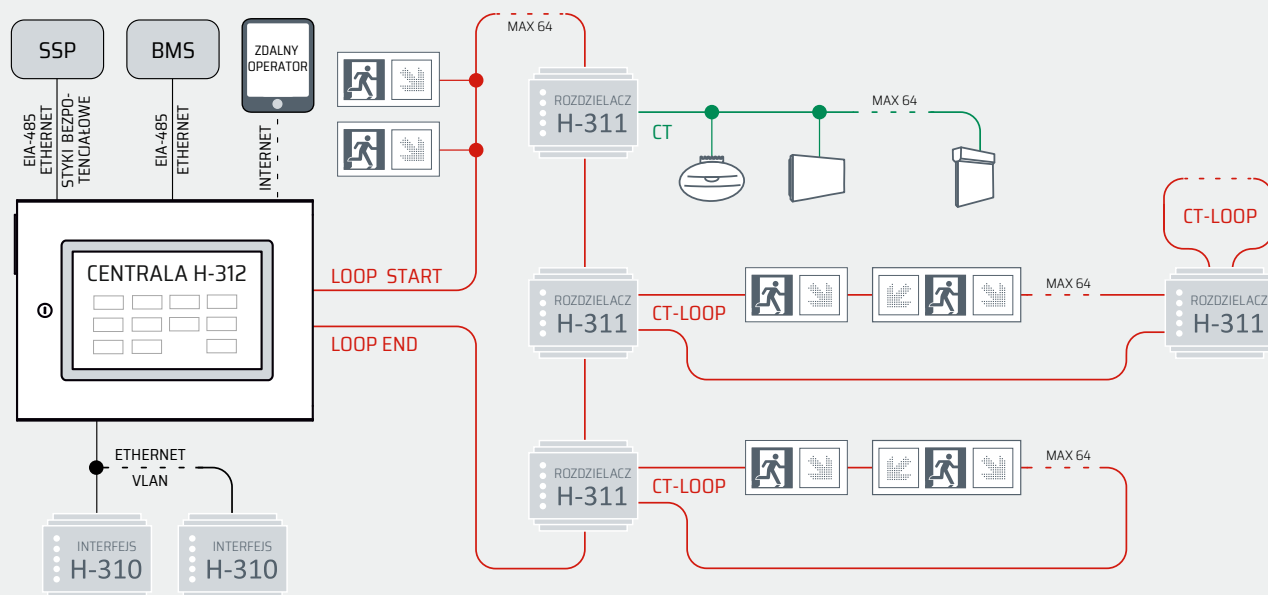 SSP
BMS
ZDALNY
OPERATOR
EIA-485
ETHERNET
STYKI BEZPO-
TENCJAŁOWE
EIA-485
ETHERNET
INTERNET
CENTRALA H-312
LOOP START
LOOP END
ETHERNET
VLAN
INTERFEJS
H-310
INTERFEJS
H-310
MAX 64
ROZDZIELACZ
H-311
CT
MAX 64
ROZDZIELACZ
H-311
CT-LOOP
MAX 64
CT-LOOP
ROZDZIELACZ
H-311
ROZDZIELACZ
H-311
CT-LOOP
MAX 64